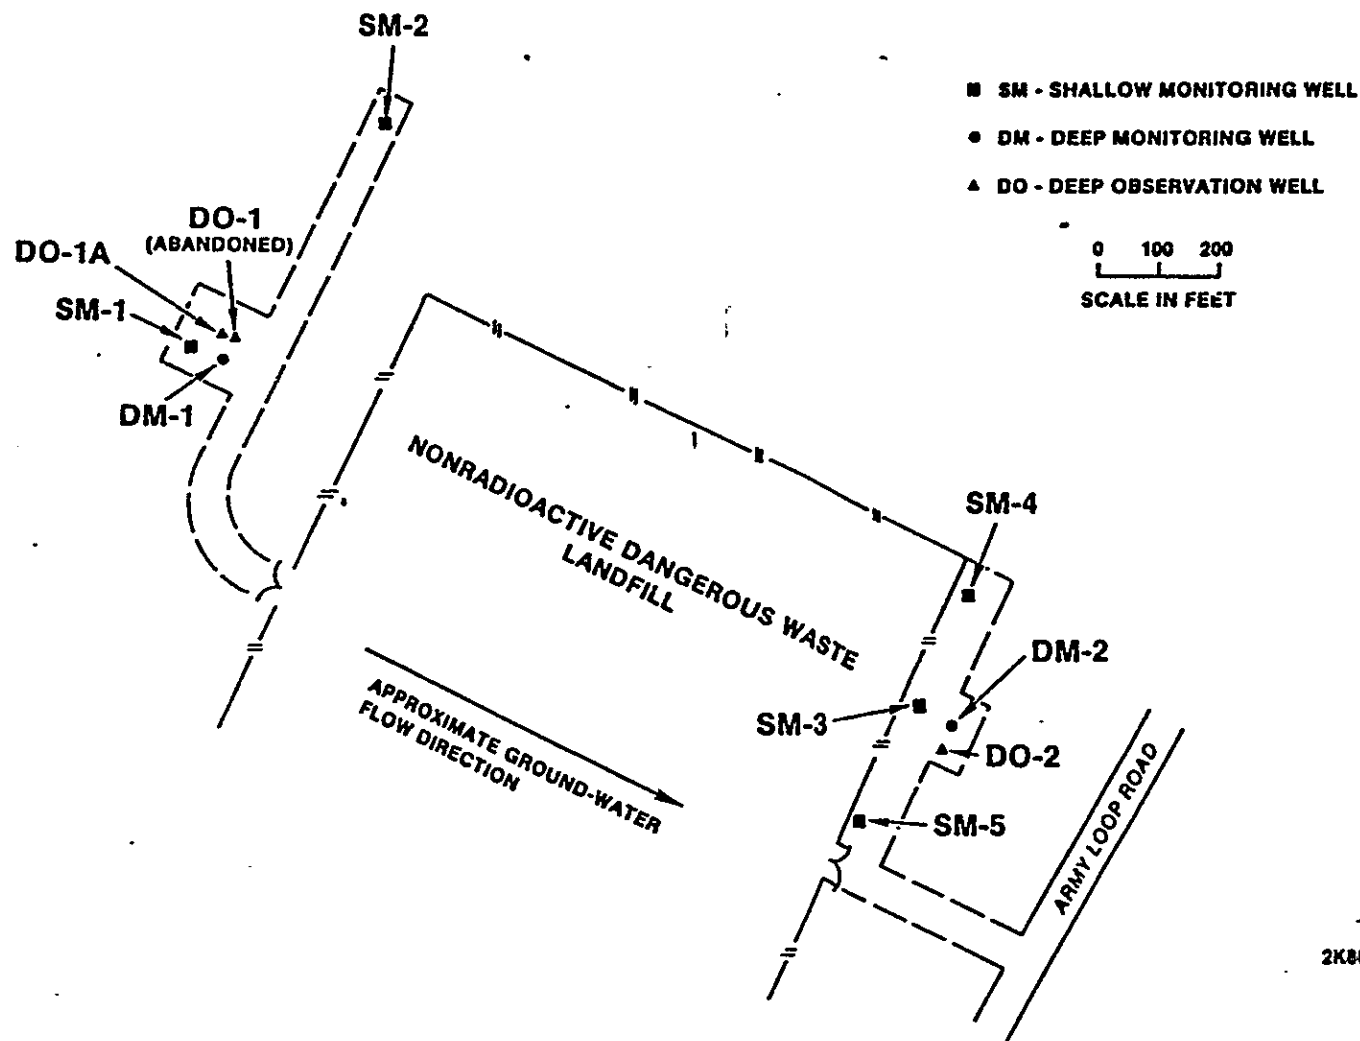 SM-2
SM - SHALLOW MONITORING WELL
DM - DEEP MONITORING WELL
DO - DEEP OBSERVATION WELL
DO-1
(ABANDONED)
DO-1A
SM-1
DM-1
0 100 200
SCALE IN FEET
NONRADIOACTIVE DANGEROUS WASTE
LANDFILL
SM-4
DM-2
SM-3
DO-2
SM-5
APPROXIMATE GROUND-WATER
FLOW DIRECTION
ARMY LOOP ROAD